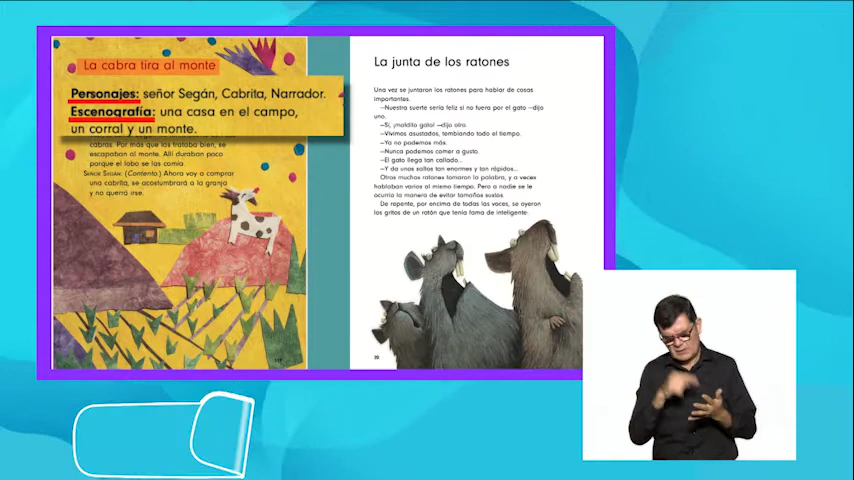 La cabra tira al monte
Personajes: señor Segán, Cabrita, Narrador.
Escenografía: una casa en el campo,
un corral y un monte.
cabras. Por más que las trataba bien, se
escapaban al monte. Allí duraban poco
porque el lobo se las comía.
SEÑOR SEGÁN: (Contento.) Ahora voy a comprar
una cabrita, se acostumbrará a la granja
y no querrá irse.
La junta de los ratones
Una vez se juntaron los ratones para hablar de cosas
importantes.
—Nuestra suerte sería feliz si no fuera por el gato —dijo
uno.
—Sí, ¡maldito gato! —dijo otro.
—Vivimos asustados, temblando todo el tiempo.
—Ya no podemos más.
—Nunca podemos comer a gusto.
—El gato llega tan callado...
—Y da unos saltos tan enormes y tan rápidos...
Otros muchos ratones tomaron la palabra, y a veces
hablaban varios al mismo tiempo. Pero a nadie se le
ocurría la manera de evitar tamaños sustos.
De repente, por encima de todas las voces, se oyeron
los gritos de un ratón que tenía fama de inteligente: